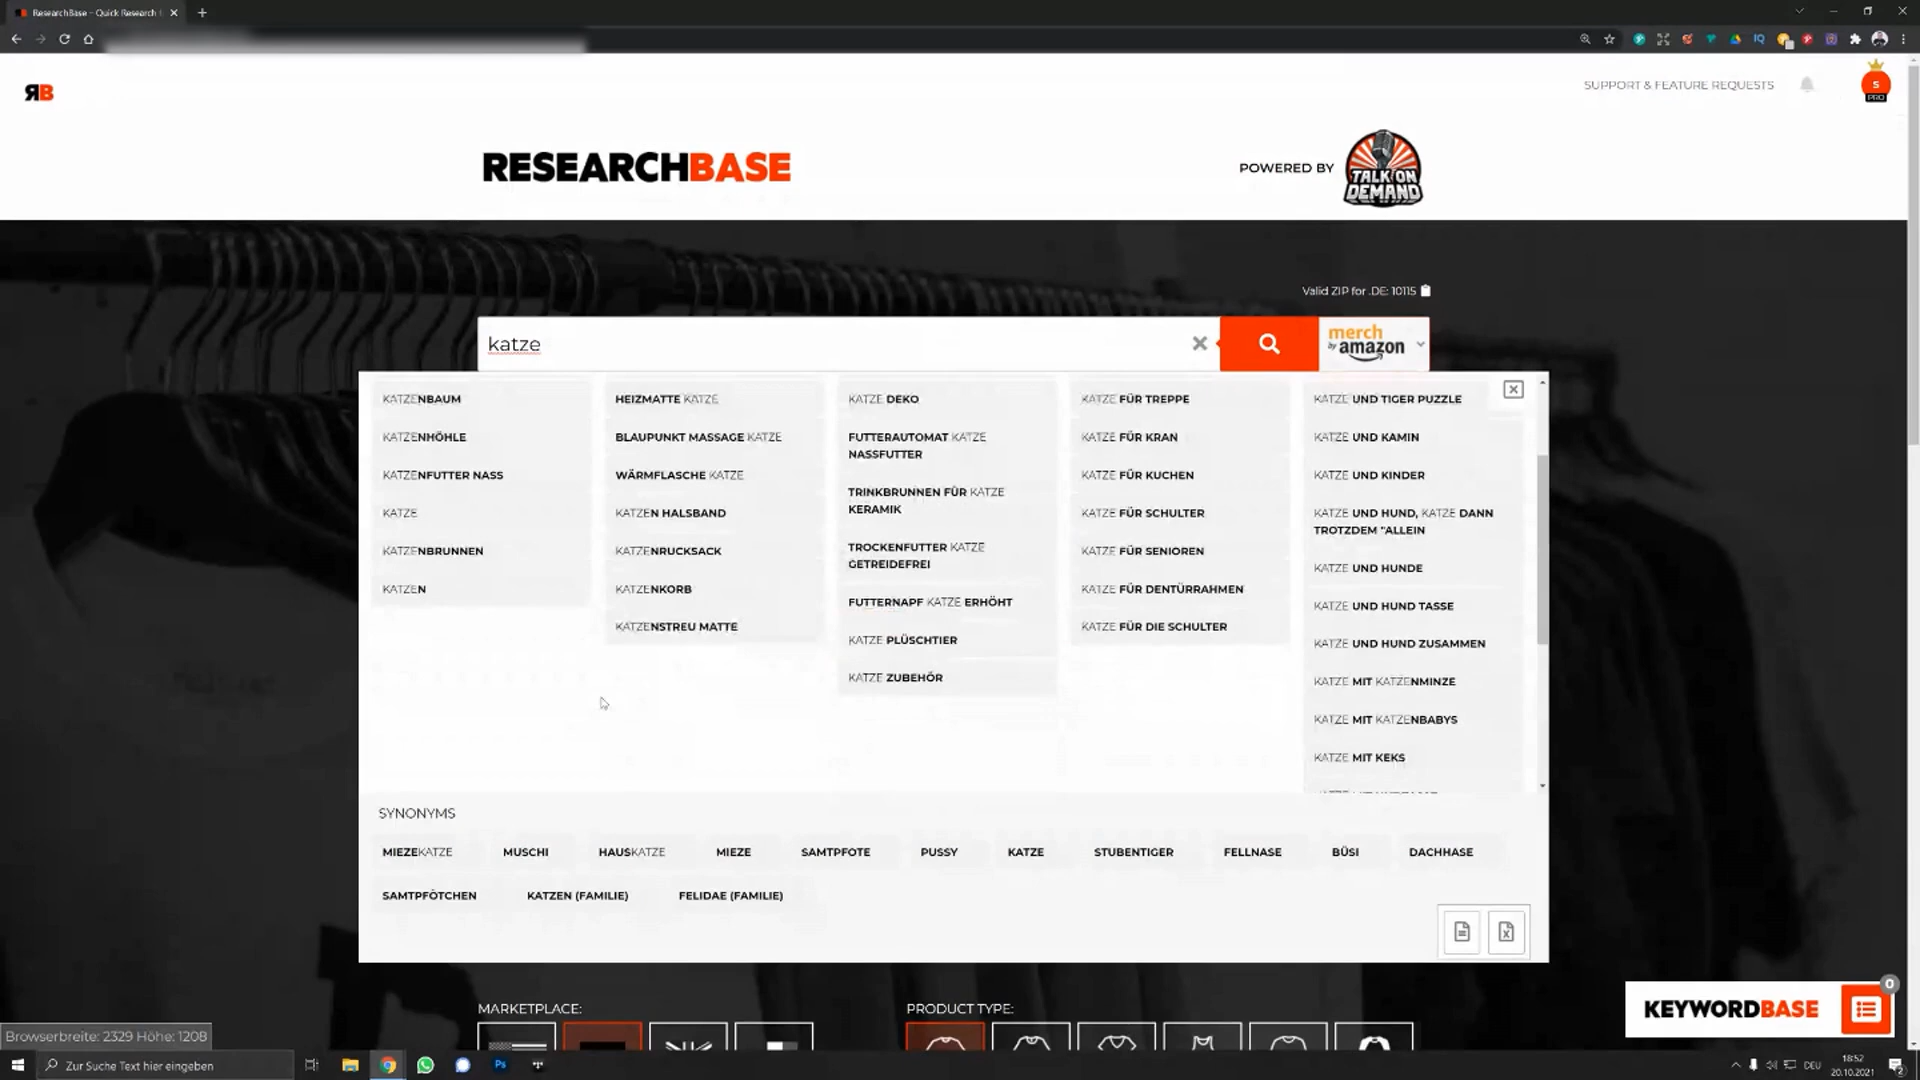 ResearchBase – Quick Research
SUPPORT & FEATURE REQUESTS
S
PRO
RB
RESEARCHBASE
POWERED BY
TALK ON
DEMAND
Valid ZIP for .DE: 10115
katze
merch
by amazon
KATZENBAUM
KATZENHÖHLE
KATZENFUTTER NASS
KATZE
KATZENBRUNNEN
KATZEN
HEIZMATTE KATZE
BLAUPUNKT MASSAGE KATZE
WÄRMFLASCHE KATZE
KATZEN HALSBAND
KATZENRUCKSACK
KATZENKORB
KATZENSTREU MATTE
KATZE DEKO
FUTTERAUTOMAT KATZE
NASSFUTTER
TRINKBRUNNEN FÜR KATZE
KERAMIK
TROCKENFUTTER KATZE
GETREIDEFREI
FUTTERNAPF KATZE ERHÖHT
KATZE PLÜSCHTIER
KATZE ZUBEHÖR
KATZE FÜR TREPPE
KATZE FÜR KRAN
KATZE FÜR KUCHEN
KATZE FÜR SCHULTER
KATZE FÜR SENIOREN
KATZE FÜR DENTÜRRAHMEN
KATZE FÜR DIE SCHULTER
KATZE UND TIGER PUZZLE
KATZE UND KAMIN
KATZE UND KINDER
KATZE UND HUND, KATZE DANN
TROTZDEM "ALLEIN
KATZE UND HUNDE
KATZE UND HUND TASSE
KATZE UND HUND ZUSAMMEN
KATZE MIT KATZENMINZE
KATZE MIT KATZENBABYS
KATZE MIT KEKS
SYNONYMS
MIEZEKATZE MUSCHI HAUSKATZE MIEZE SAMTPFOTE PUSSY KATZE STUBENTIGER FELLNASE BÜSI DACHHASE
SAMTPFÖTCHEN KATZEN (FAMILIE) FELIDAE (FAMILIE)
MARKETPLACE:
PRODUCT TYPE:
KEYWORDBASE
0
Browserbreite: 2329 Höhe: 1208
Zur Suche Text hier eingeben
Ps
DEU
18:52
20.10.2021
2